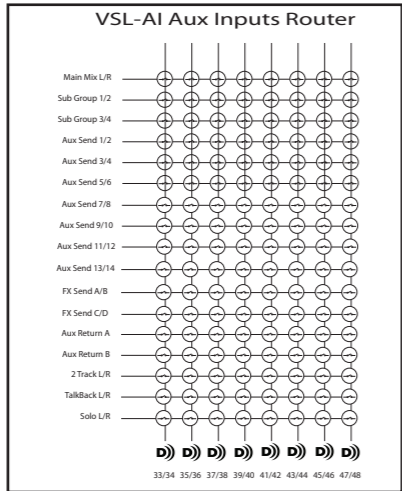 VSL-AI Aux Inputs Router
Main Mix L/R
Sub Group 1/2
Sub Group 3/4
Aux Send 1/2
Aux Send 3/4
Aux Send 5/6
Aux Send 7/8
Aux Send 9/10
Aux Send 11/12
Aux Send 13/14
FX Send A/B
FX Send C/D
Aux Return A
Aux Return B
2 Track L/R
TalkBack L/R
Solo L/R
D D D D D D D D
33/34 35/36 37/38 39/40 41/42 43/44 45/46 47/48